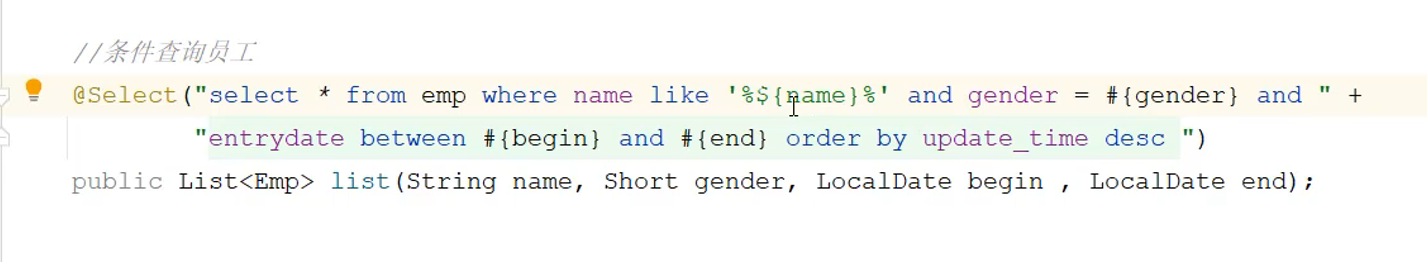 //条件查询员工
@Select("select * from emp where name like '%${name}%' and gender = #{gender} and " +
"entrydate between #{begin} and #{end} order by update_time desc ")
public List<Emp> list(String name, Short gender, LocalDate begin , LocalDate end);